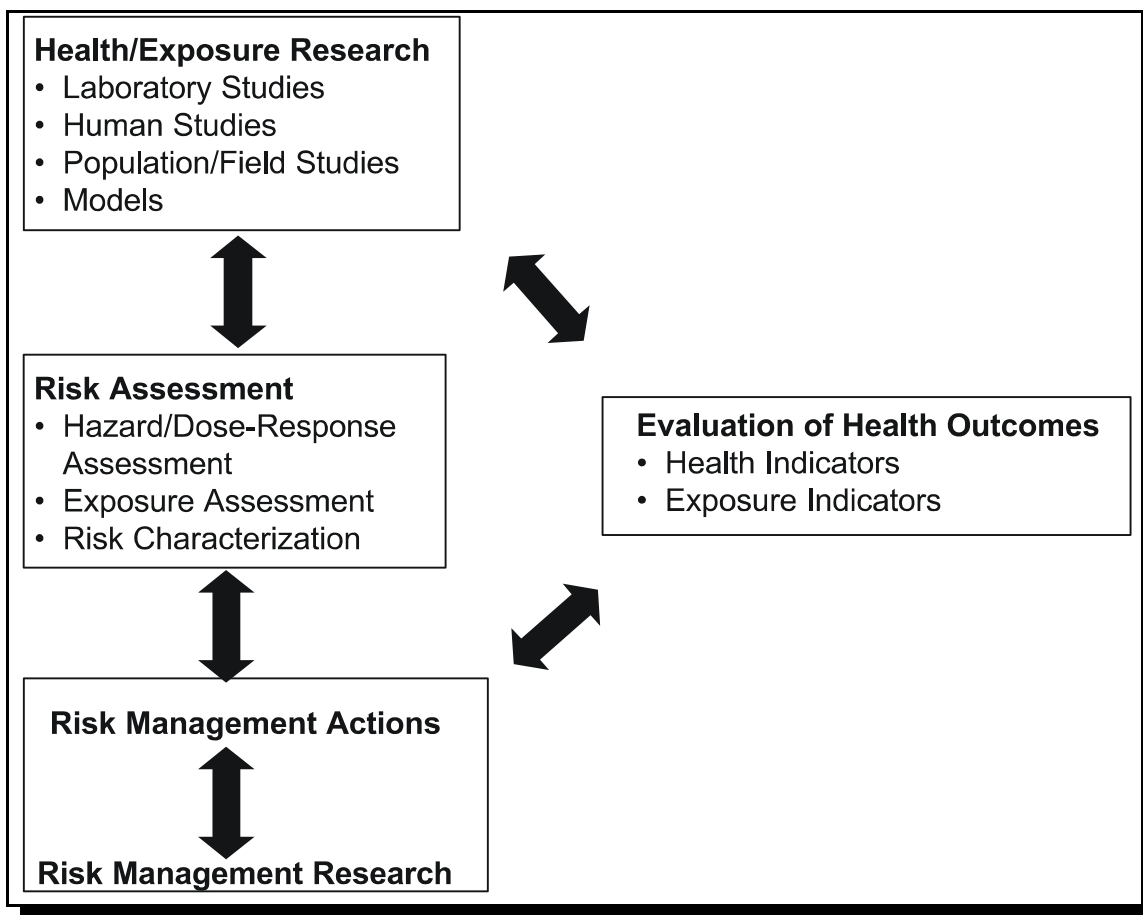 Health/Exposure Research
• Laboratory Studies
• Human Studies
• Population/Field Studies
• Models
Risk Assessment
• Hazard/Dose-Response
Assessment
• Exposure Assessment
• Risk Characterization
Evaluation of Health Outcomes
• Health Indicators
• Exposure Indicators
Risk Management Actions
Risk Management Research